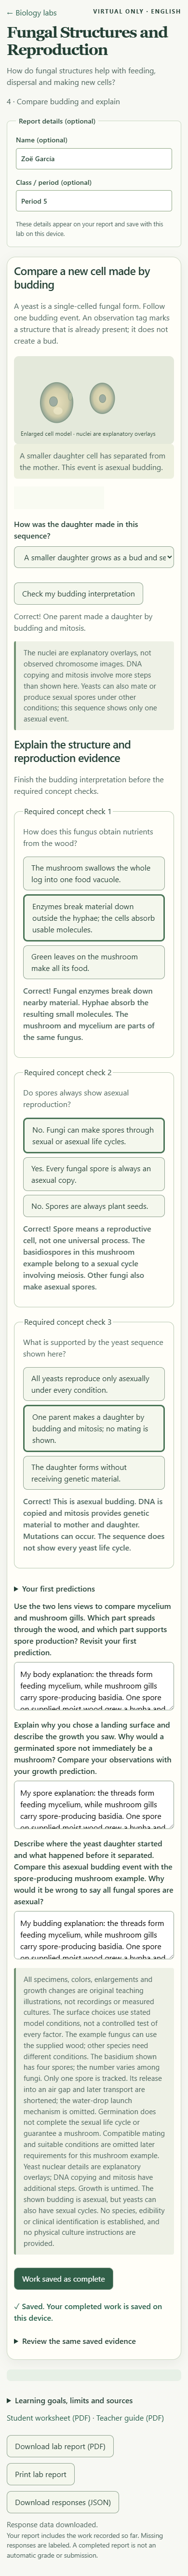 ← Biology labs
VIRTUAL ONLY · ENGLISH
Fungal Structures and
Reproduction
How do fungal structures help with feeding,
dispersal and making new cells?
4 · Compare budding and explain
Report details (optional)
Name (optional)
Zoë García
Class / period (optional)
Period 5
These details appear on your report and save with this
lab on this device.
Compare a new cell made by
budding
A yeast is a single-celled fungus form. Follow
one budding event. An observation tag marks
a structure that is already present; it does not
create a bud.
Enlarged cell model · nuclei are explanatory overlays
A smaller daughter cell has separated from
the mother. This event is asexual budding.
How was the daughter made in this
sequence?
A smaller daughter grows as a bud and se
Check my budding interpretation
Correct! One parent made a daughter by
budding and mitosis.
The nuclei are explanatory overlays, not
observed chromosome images. DNA
copying and mitosis involve more steps
than shown here. Yeasts can also mate or
produce sexual spores under other
conditions; this sequence shows only one
asexual event.
Explain the structure and
reproduction evidence
Finish the budding interpretation before the
required concept checks.
Required concept check 1
How does this fungus obtain nutrients
from the wood?
The mushroom swallows the whole
log into one food vacuole.
Enzymes break material down
outside the hyphae; the cells absorb
usable molecules.
Green leaves on the mushroom
make all its food.
Correct! Fungal enzymes break down
nearby material. Hyphae absorb the
resulting small molecules. The
mushroom and mycelium are parts of
the same fungus.
Required concept check 2
Do spores always show asexual
reproduction?
No. Fungi can make spores through
sexual or asexual life cycles.
Yes. Every fungal spore is always an
asexual copy.
No. Spores are always plant seeds.
Correct! Spore means a reproductive
cell, not one universal process. The
basidiospores in this mushroom
example belong to a sexual cycle
involving meiosis. Other fungi also
make asexual spores.
Required concept check 3
What is supported by the yeast sequence
shown here?
All yeasts reproduce only asexually
under every condition.
One parent makes a daughter by
budding and mitosis; no mating is
shown.
The daughter forms without
receiving genetic material.
Correct! This is asexual budding. DNA is
copied and mitosis provides genetic
material to mother and daughter.
Mutations can occur. The sequence does
not show every yeast life cycle.
▶ Your first predictions
Use the two lens views to compare mycelium
and mushroom gills. Which part spreads
through the wood, and which part supports
spore production? Revisit your first
prediction.
My body explanation: the threads form
feeding mycelium, while mushroom gills
carry spore-producing basidia. One spore
on supplied moist wood grew a hypha and
Explain why you chose a landing surface and
describe the growth you saw. Why would a
germinated spore not immediately be a
mushroom? Compare your observations with
your growth prediction.
My spore explanation: the threads form
feeding mycelium, while mushroom gills
carry spore-producing basidia. One spore
on supplied moist wood grew a hypha and
Describe where the yeast daughter started
and what happened before it separated.
Compare this asexual budding event with the
spore-producing mushroom example. Why
would it be wrong to say all fungal spores are
asexual?
My budding explanation: the threads form
feeding mycelium, while mushroom gills
carry spore-producing basidia. One spore
on supplied moist wood grew a hypha and
All specimens, colors, enlargements and
growth changes are original teaching
illustrations, not recordings or measured
cultures. The surface choices use stated
model conditions, not a controlled test of
every factor. The example fungus can use
the supplied wood; other species need
different conditions. The basidium shown
has four spores; the number varies among
fungi. Only one spore is tracked. Its release
into an air gap and later transport are
shortened; the water-drop launch
mechanism is omitted. Germination does
not complete the sexual life cycle or
guarantee a mushroom. Compatible mating
and suitable conditions are omitted later
requirements for this mushroom example.
Yeast nuclear details are explanatory
overlays; DNA copying and mitosis have
additional steps. Growth is untimed. The
shown budding is asexual, but yeasts can
also have sexual cycles. No species, edibility
or clinical identification is established, and
no physical culture instructions are
provided.
Work saved as complete
✓ Saved. Your completed work is saved on
this device.
▶ Review the same saved evidence
▶ Learning goals, limits and sources
Student worksheet (PDF) · Teacher guide (PDF)
Download lab report (PDF)
Print lab report
Download responses (JSON)
Response data downloaded.
Your report includes the work recorded so far. Missing
responses are labeled. A completed report is not an
automatic grade or submission.